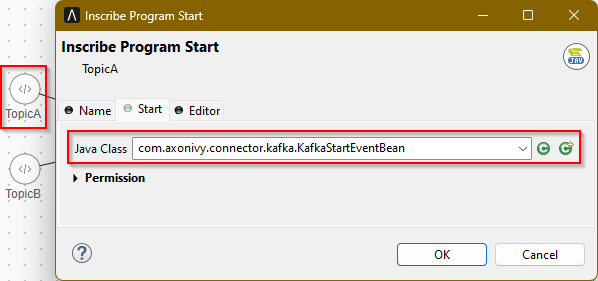 Inscribe Program Start
Inscribe Program Start
TopicA
JAV
</>
TopicA
Name Start Editor
Java Class com.axonivy.connector.kafka.KafkaStartEventBean C C
</>
TopicB
Permission
? OK Cancel